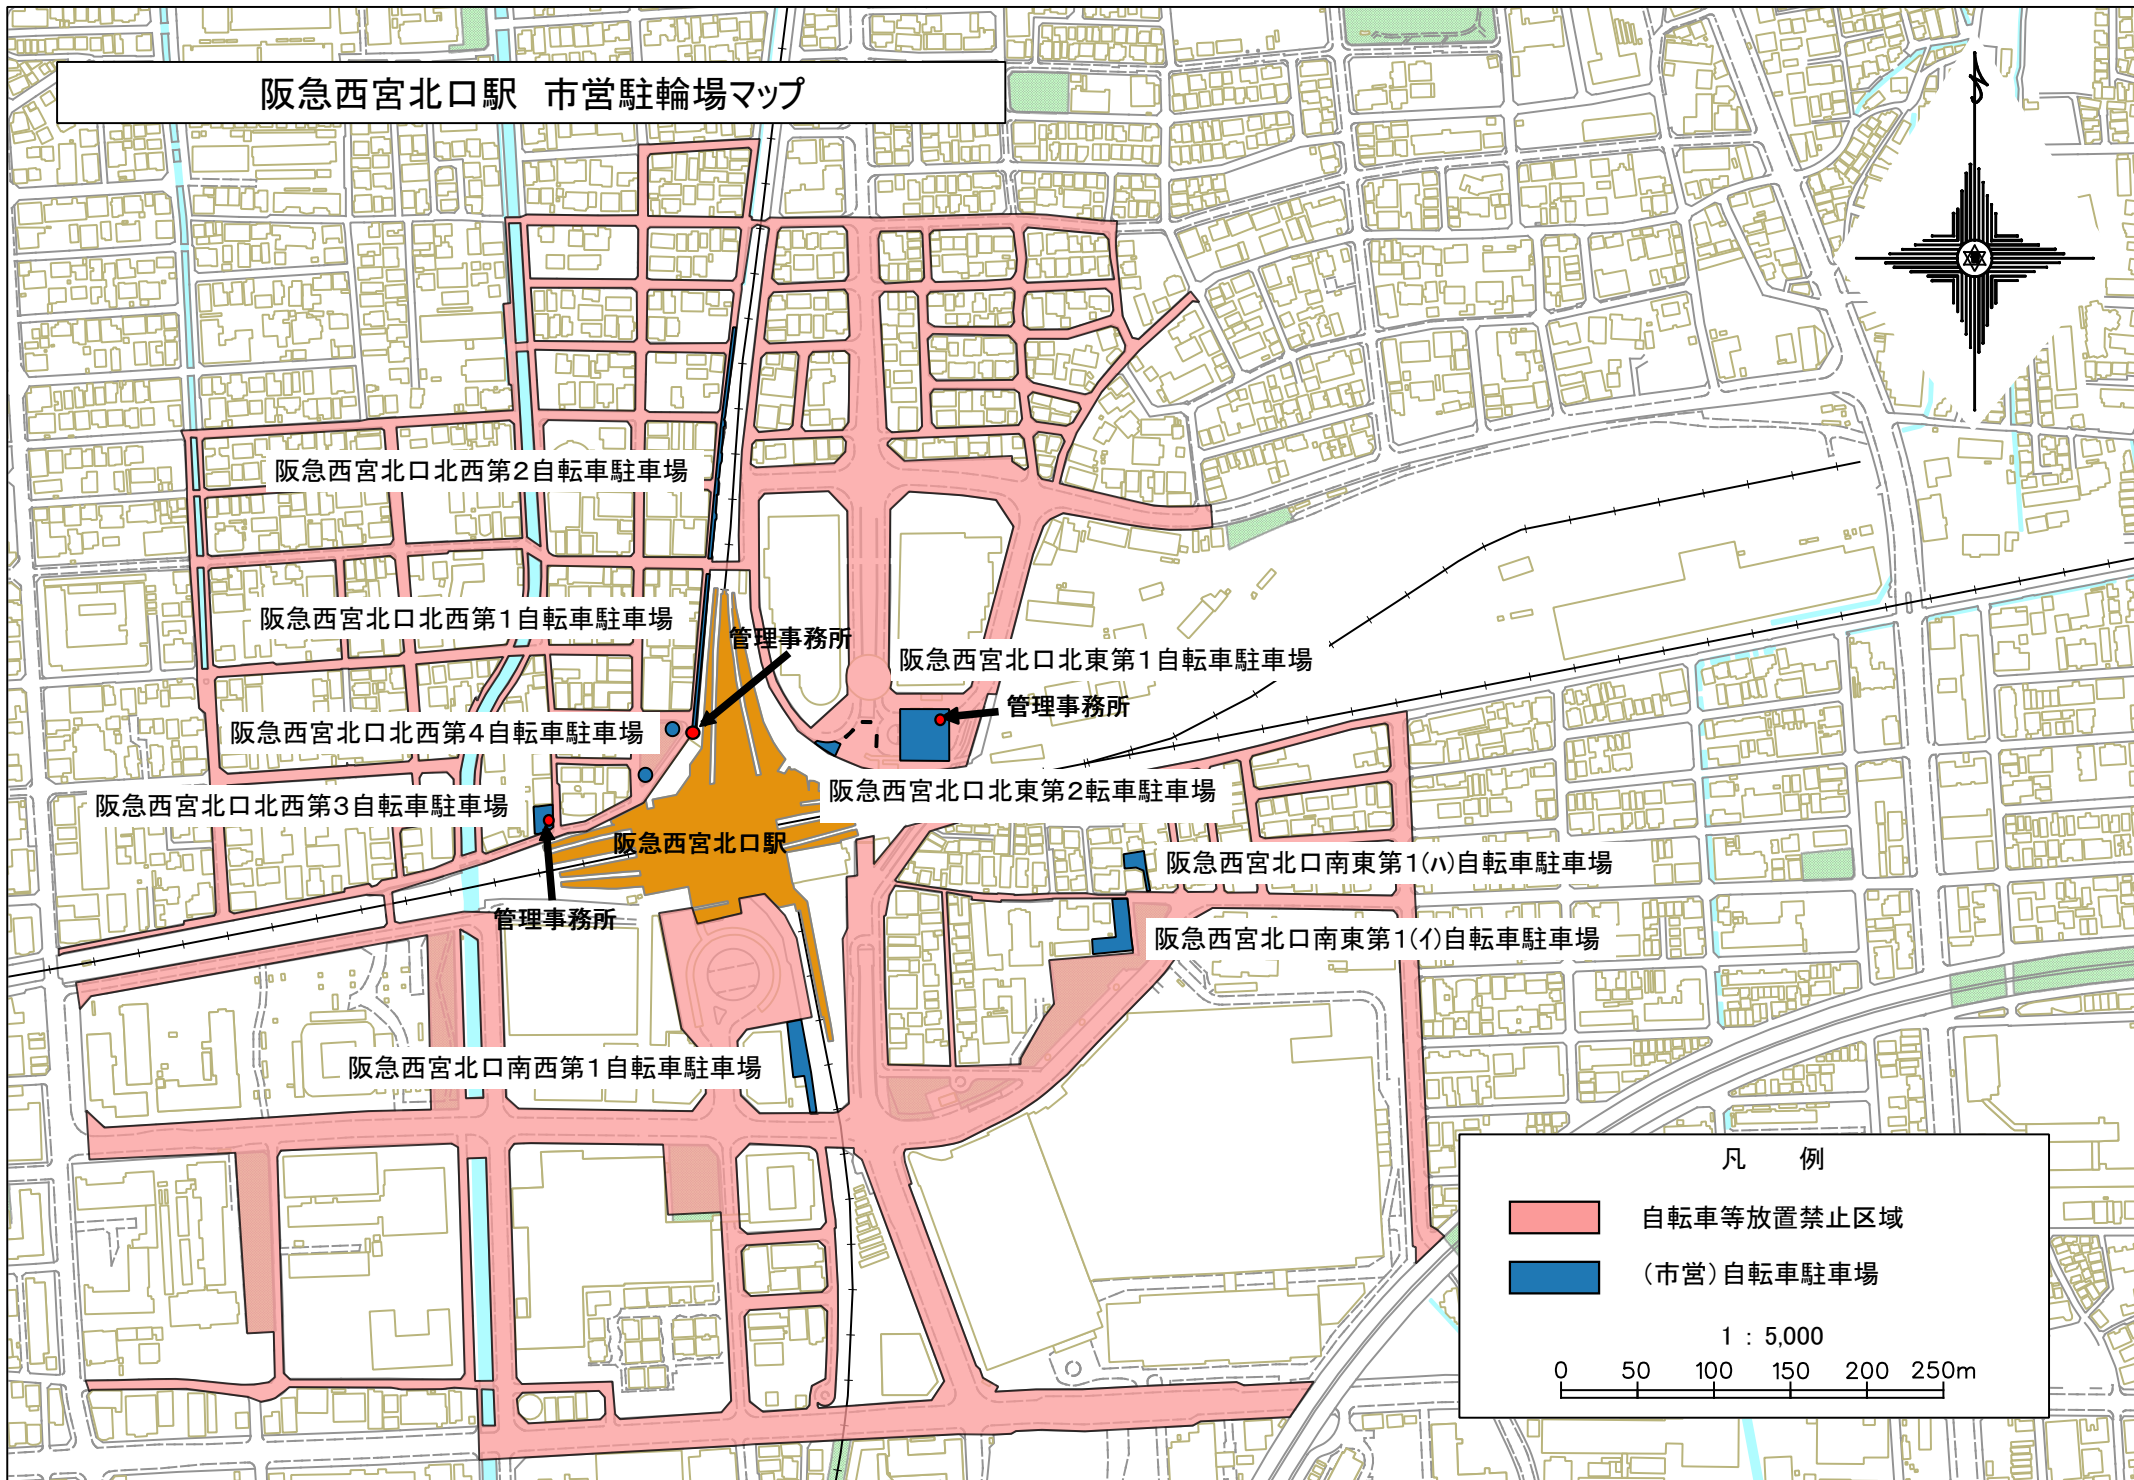 阪急西宮北口駅 市営駐輪場マップ
阪急西宮北口北西第2自転車駐車場
阪急西宮北口北西第1自転車駐車場
管理事務所
阪急西宮北口北東第1自転車駐車場
管理事務所
阪急西宮北口北西第4自転車駐車場
阪急西宮北口北東第2転車駐車場
阪急西宮北口北西第3自転車駐車場
阪急西宮北口駅
阪急西宮北口南東第1(ハ)自転車駐車場
管理事務所
阪急西宮北口南東第1(イ)自転車駐車場
阪急西宮北口南西第1自転車駐車場
凡 例
自転車等放置禁止区域
(市営)自転車駐車場
1 : 5,000
0 50 100 150 200 250m